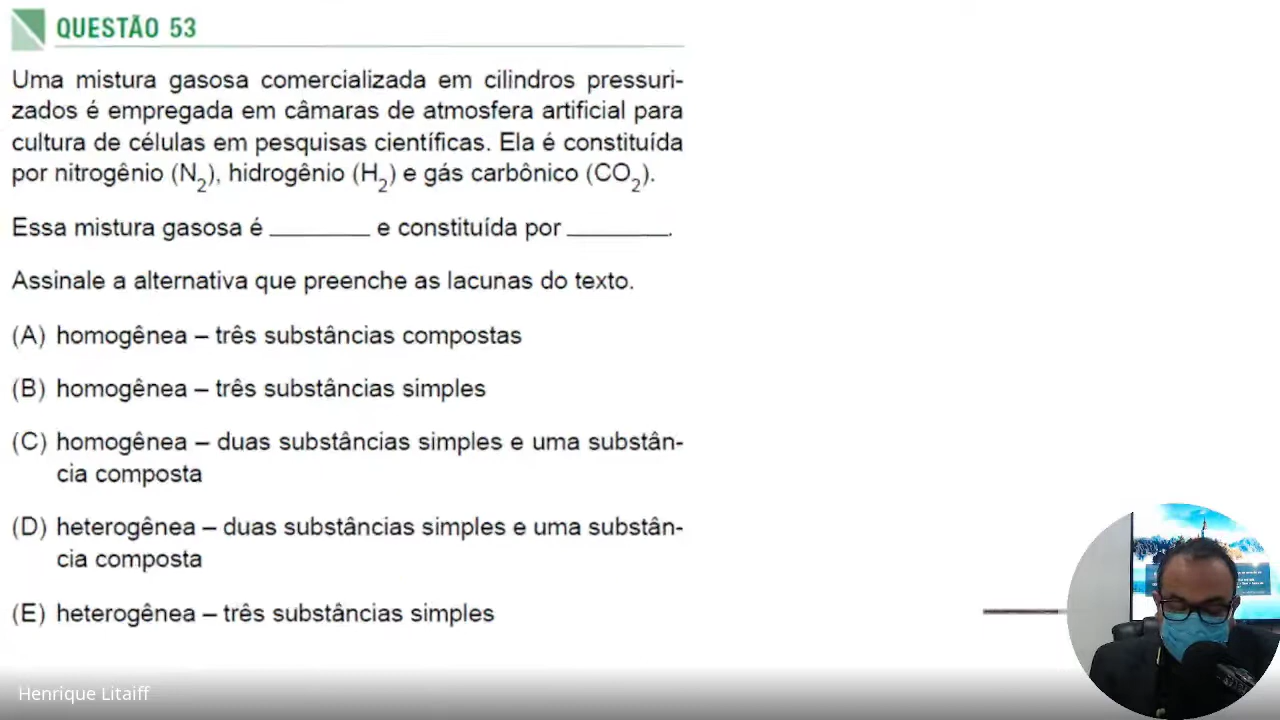 QUESTÃO 53
Uma mistura gasosa comercializada em cilindros pressuri-
zados é empregada em câmaras de atmosfera artificial para
cultura de células em pesquisas científicas. Ela é constituída
por nitrogênio (N₂), hidrogênio (H₂) e gás carbônico (CO₂).
Essa mistura gasosa é ________ e constituída por ________.
Assinale a alternativa que preenche as lacunas do texto.
(A) homogênea – três substâncias compostas
(B) homogênea – três substâncias simples
(C) homogênea – duas substâncias simples e uma substân-
cia composta
(D) heterogênea – duas substâncias simples e uma substân-
cia composta
(E) heterogênea – três substâncias simples
Henrique Litaiff